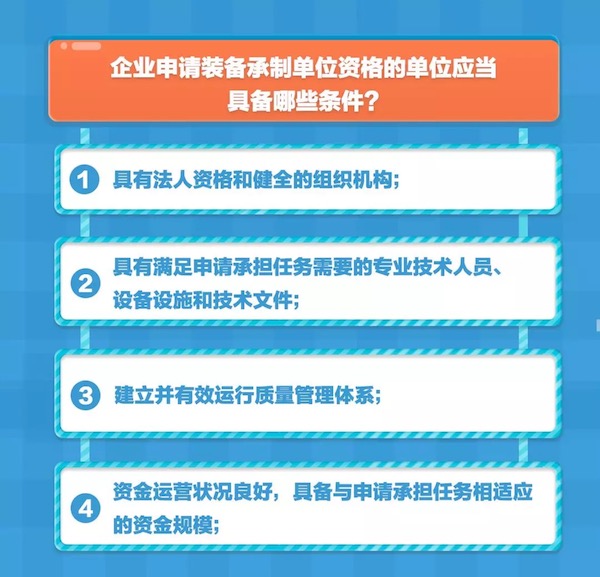 企业申请装备承制单位资格的单位应当
具备哪些条件？
1 具有法人资格和健全的组织机构；
2 具有满足申请承担任务需要的专业技术人员、
设备设施和技术文件；
3 建立并有效运行质量管理体系；
4 资金运营状况良好，具备与申请承担任务相适应
的资金规模；